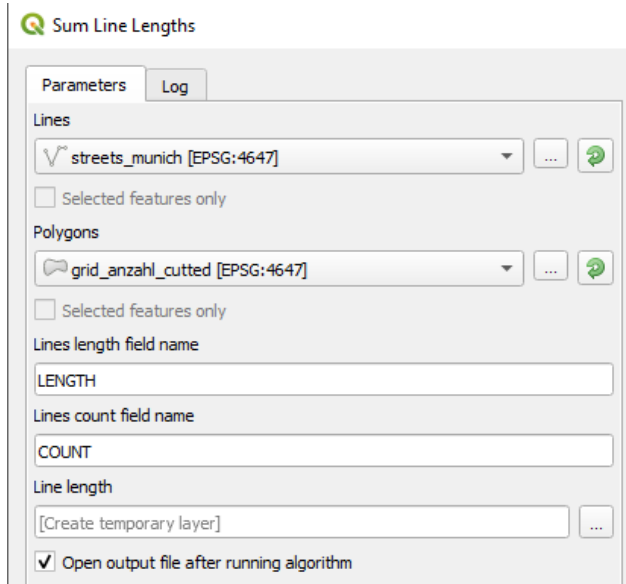 Sum Line Lengths
Parameters
Log
Lines
streets_munich [EPSG:4647]
...
Selected features only
Polygons
grid_anzahl_cutted [EPSG:4647]
...
Selected features only
Lines length field name
LENGTH
Lines count field name
COUNT
Line length
[Create temporary layer]
...
Open output file after running algorithm